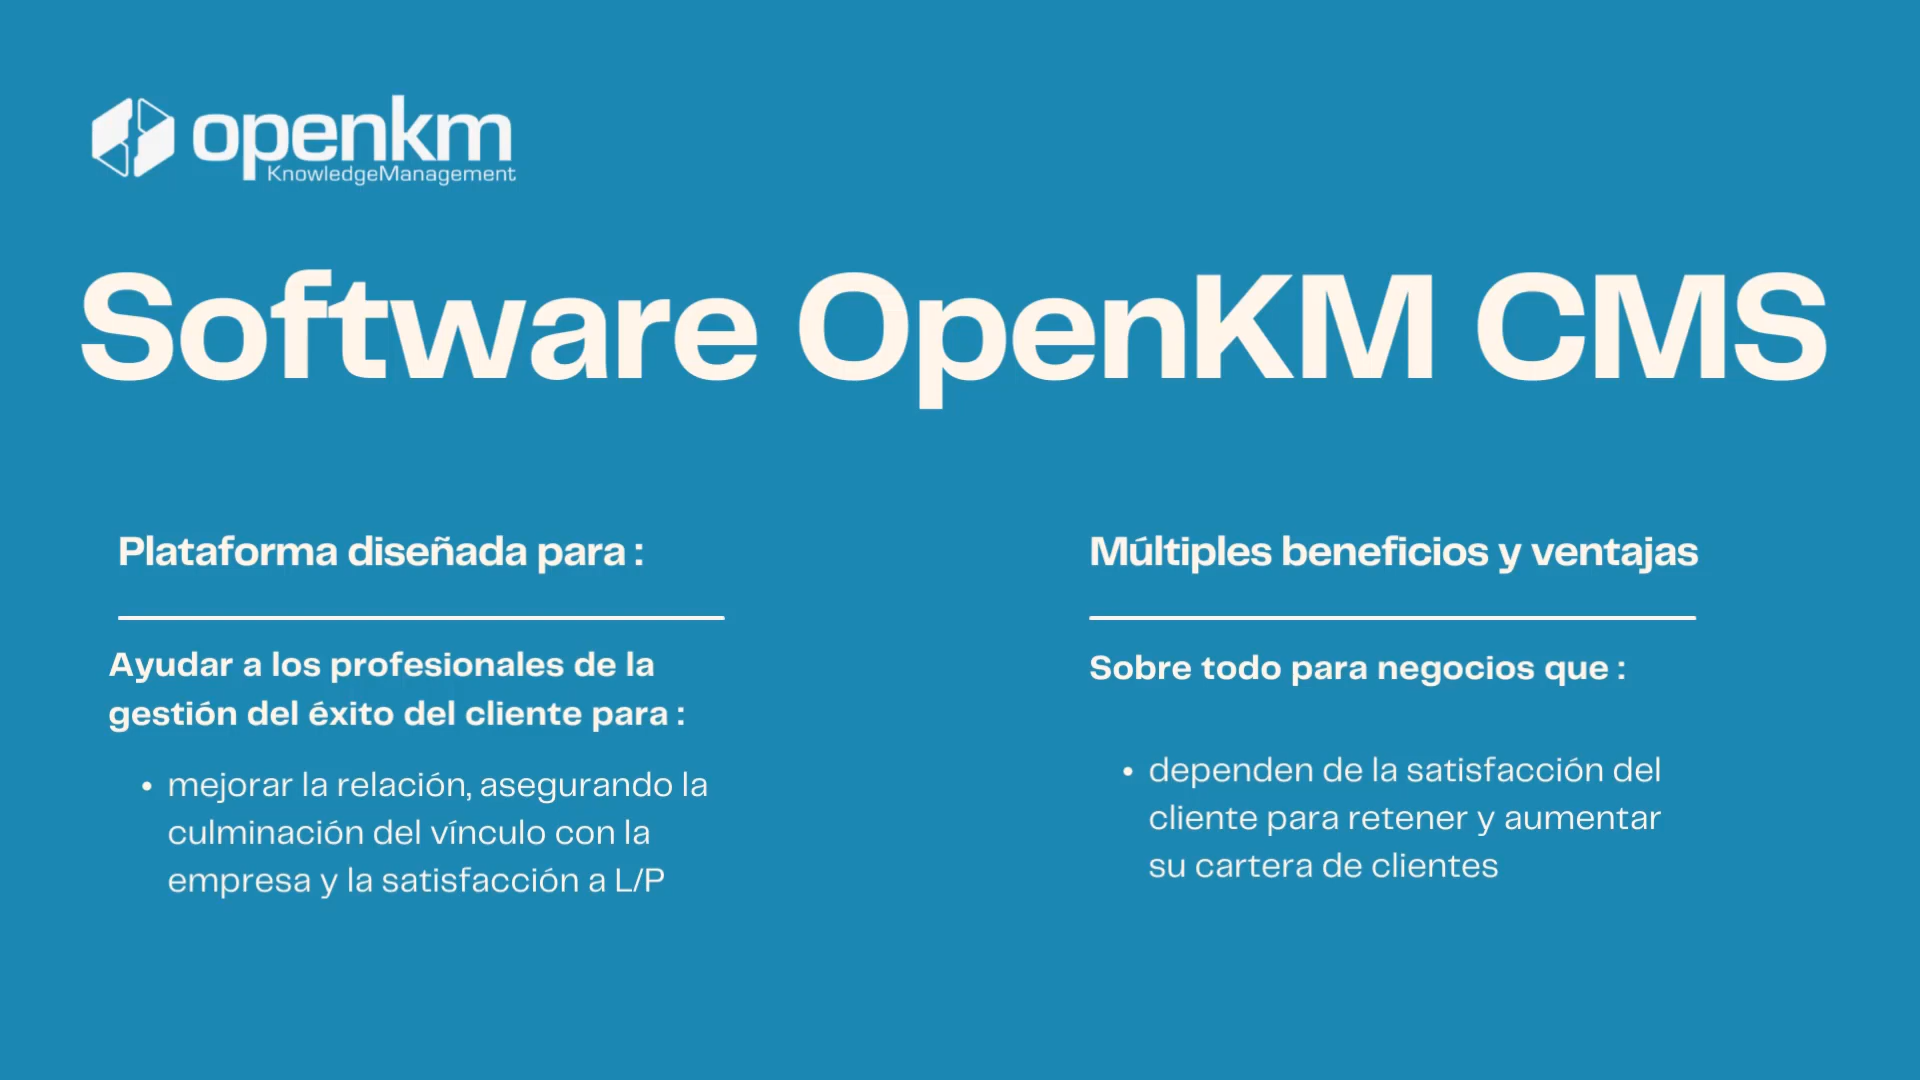 openkm
KnowledgeManagement
Software OpenKM CMS
Plataforma diseñada para :
Ayudar a los profesionales de la
gestión del éxito del cliente para :
• mejorar la relación, asegurando la
culminación del vínculo con la
empresa y la satisfacción a L/P
Múltiples beneficios y ventajas
Sobre todo para negocios que :
• dependen de la satisfacción del
cliente para retener y aumentar
su cartera de clientes